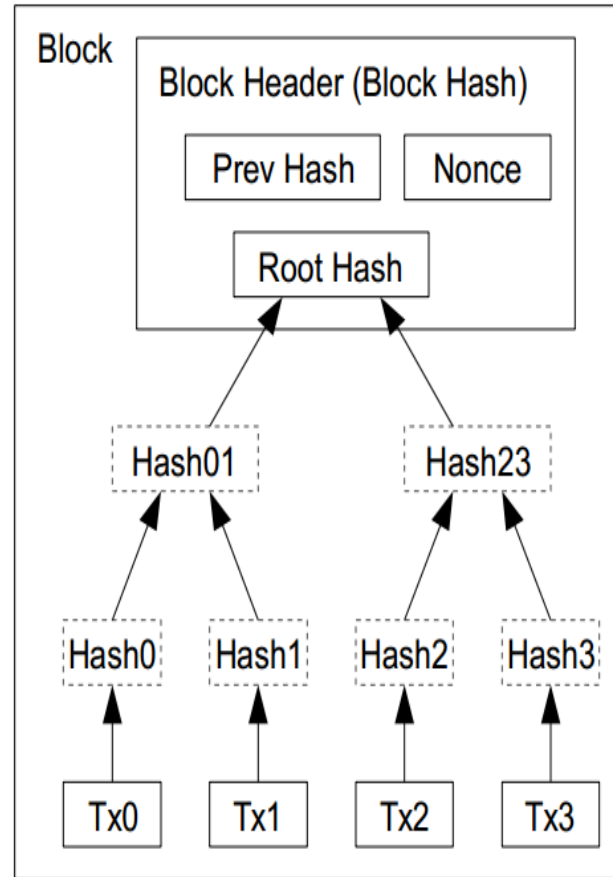 Block
Block Header (Block Hash)
Prev Hash
Nonce
Root Hash
Hash01
Hash23
Hash0
Hash1
Hash2
Hash3
Tx0
Tx1
Tx2
Tx3